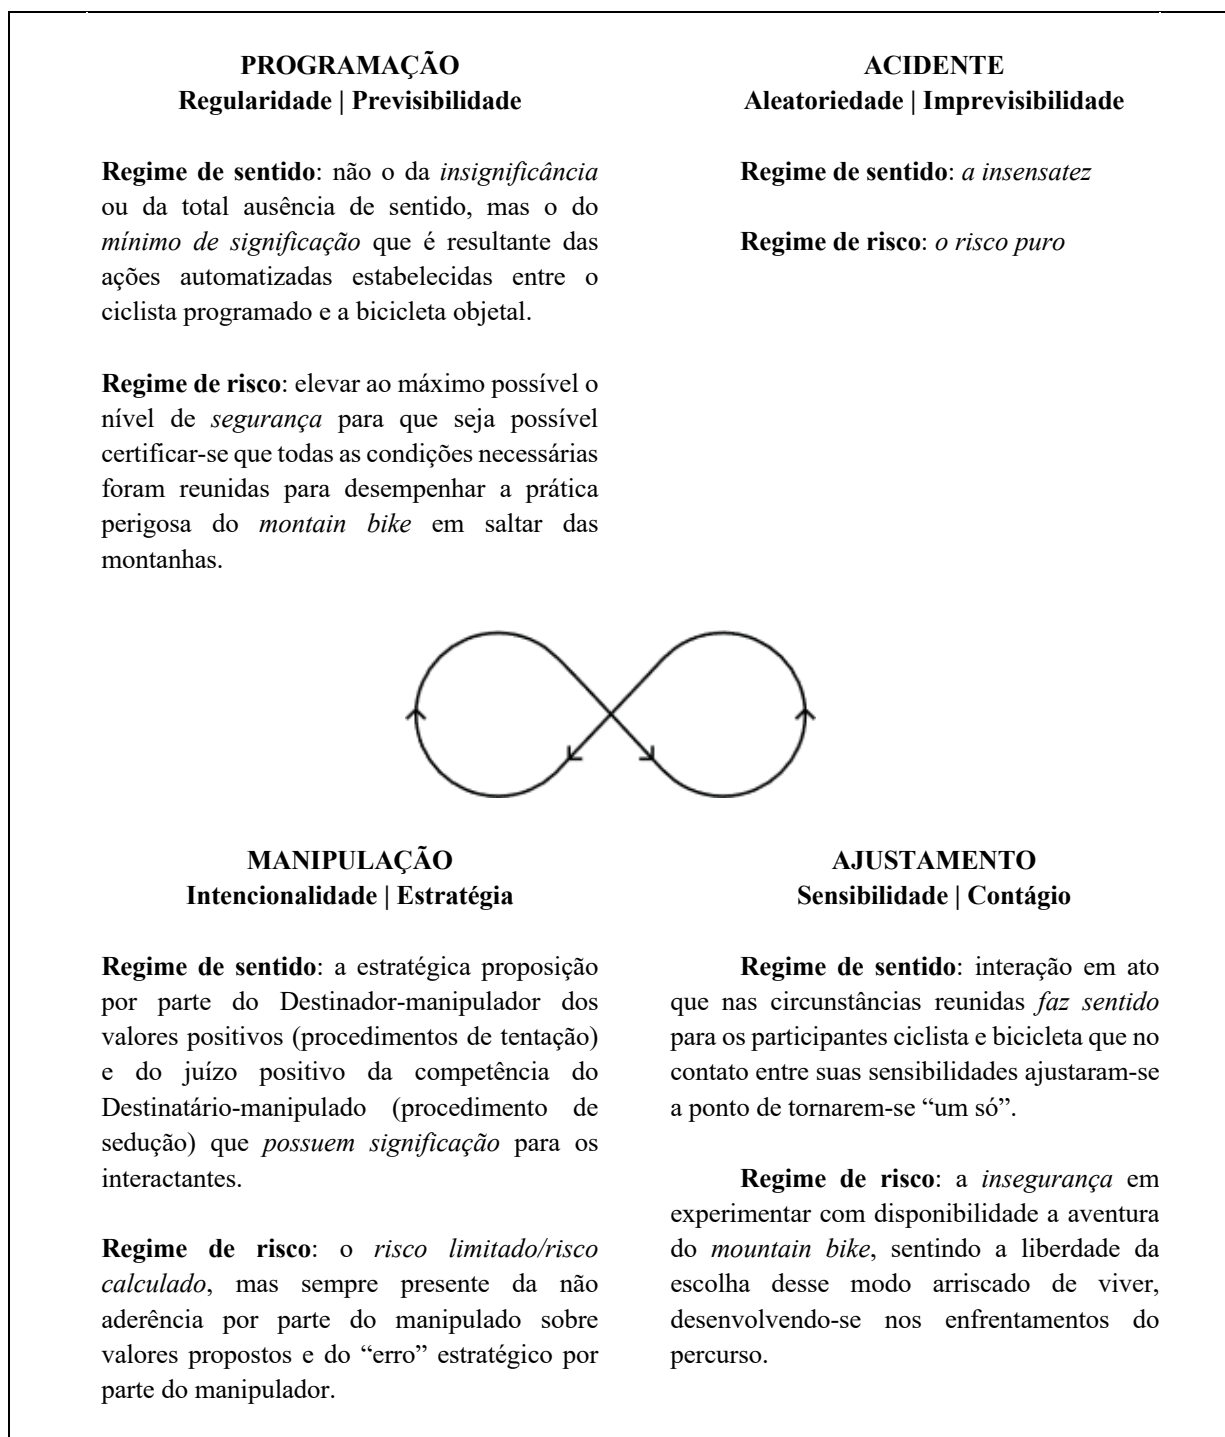 PROGRAMAÇÃO
Regularidade | Previsibilidade
Regime de sentido: não o da insignificância
ou da total ausência de sentido, mas o do
mínimo de significação que é resultante das
ações automatizadas estabelecidas entre o
ciclista programado e a bicicleta objetal.
Regime de risco: elevar ao máximo possível o
nível de segurança para que seja possível
certificar-se que todas as condições necessárias
foram reunidas para desempenhar a prática
perigosa do montain bike em saltar das
montanhas.
ACIDENTE
Aleatoriedade | Imprevisibilidade
Regime de sentido: a insensatez
Regime de risco: o risco puro
MANIPULAÇÃO
Intencionalidade | Estratégia
Regime de sentido: a estratégica proposição
por parte do Destinador-manipulador dos
valores positivos (procedimentos de tentação)
e do juízo positivo da competência do
Destinatário-manipulado (procedimento de
sedução) que possuem significação para os
interactantes.
Regime de risco: o risco limitado/risco
calculado, mas sempre presente da não
aderência por parte do manipulado sobre
valores propostos e do “erro” estratégico por
parte do manipulador.
AJUSTAMENTO
Sensibilidade | Contágio
Regime de sentido: interação em ato
que nas circunstâncias reunidas faz sentido
para os participantes ciclista e bicicleta que no
contato entre suas sensibilidades ajustaram-se
a ponto de tornarem-se “um só”.
Regime de risco: a insegurança em
experimentar com disponibilidade a aventura
do mountain bike, sentindo a liberdade da
escolha desse modo arriscado de viver,
desenvolvendo-se nos enfrentamentos do
percurso.